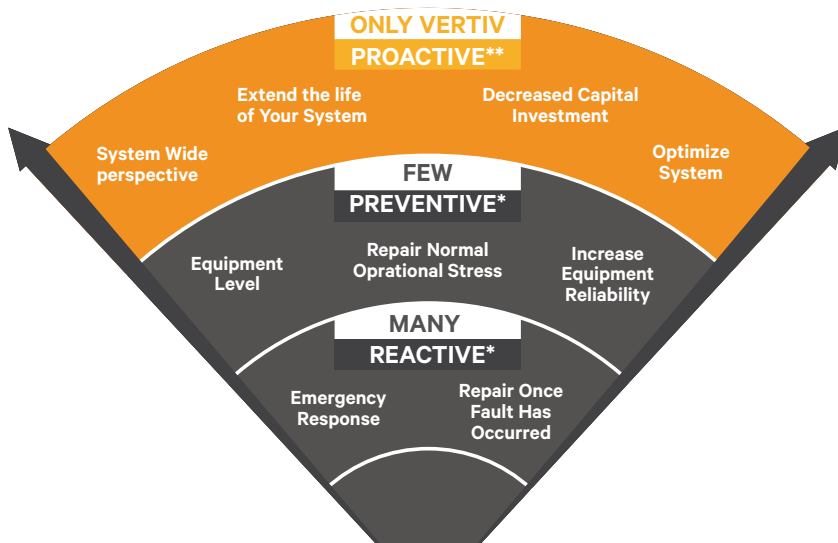 ONLY VERTIV
PROACTIVE**
Extend the life
of Your System
Decreased Capital
Investment
System Wide
perspective
Optimize
System
FEW
PREVENTIVE*
Equipment
Level
Repair Normal
Oprational Stress
Increase
Equipment
Reliability
MANY
REACTIVE*
Emergency
Response
Repair Once
Fault Has
Occurred